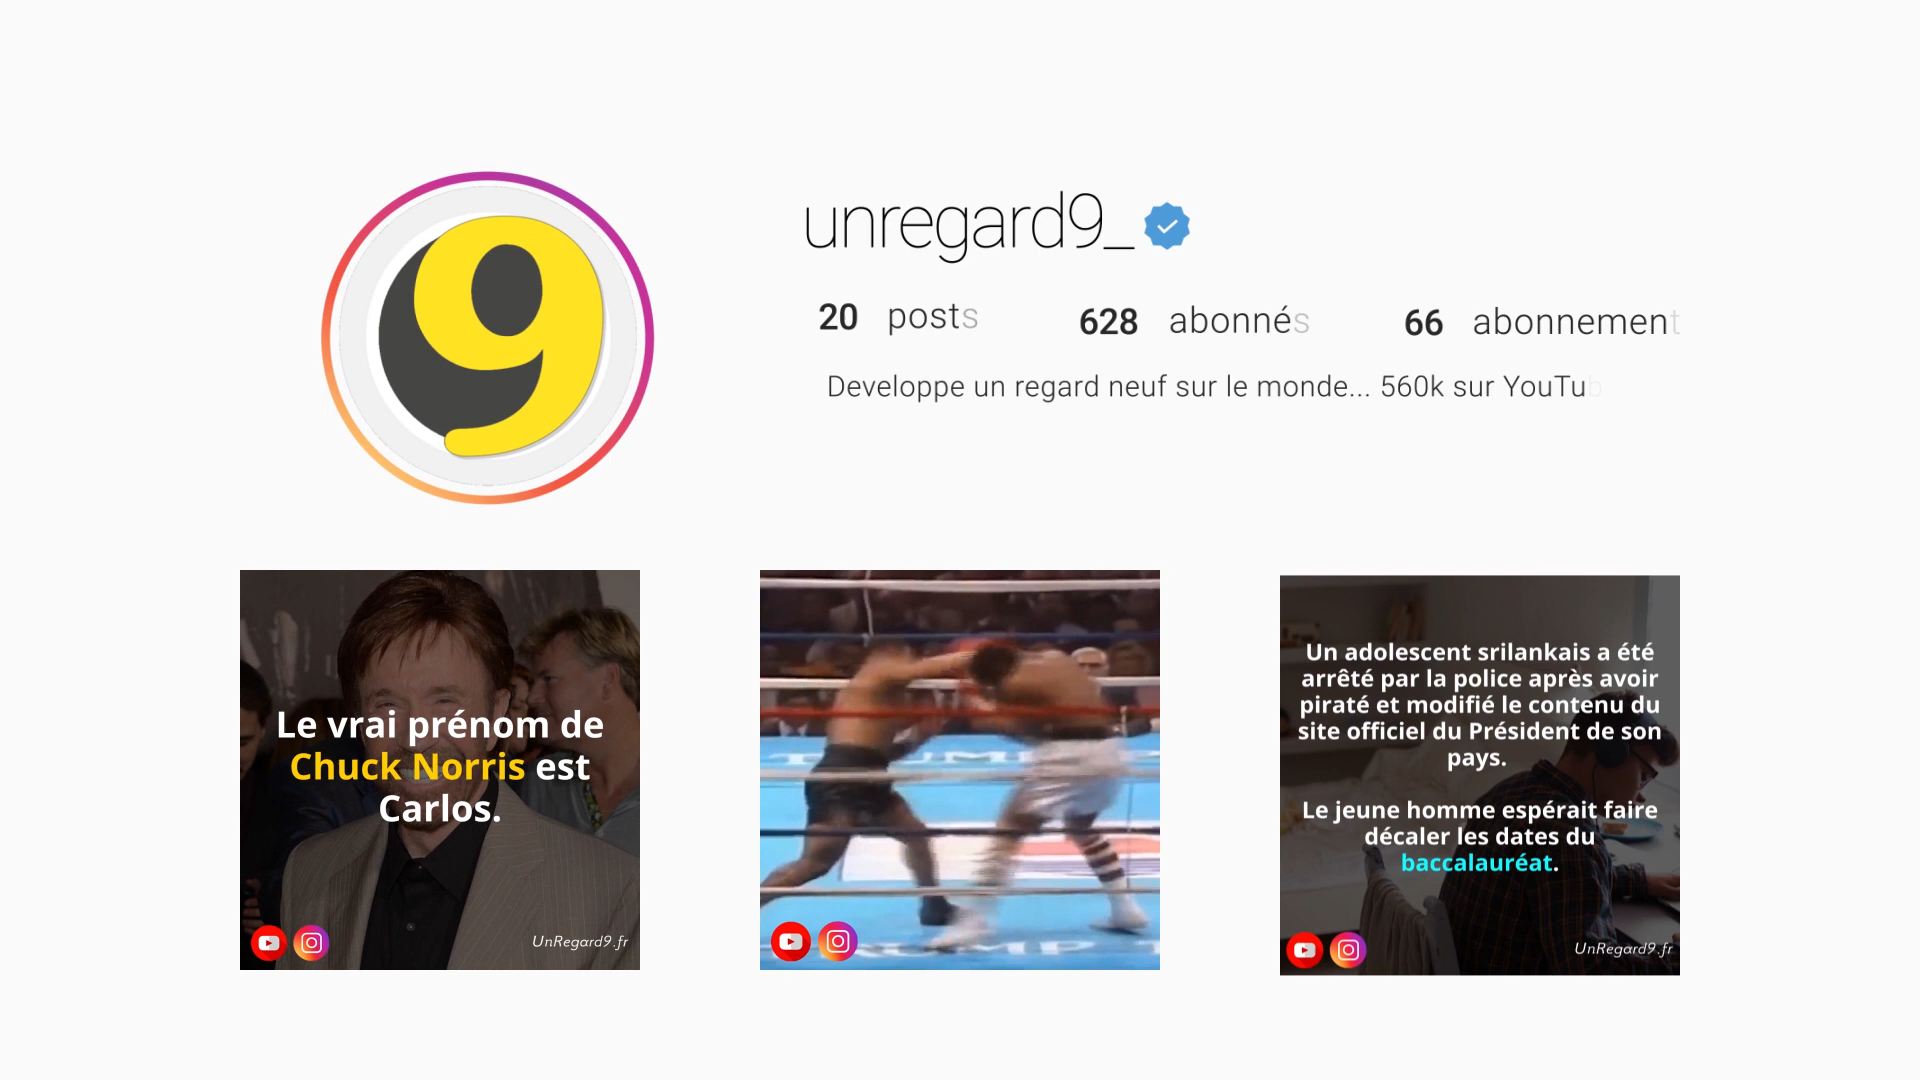 9
unregard9_
20 posts
628 abonnés
66 abonnement
Developpe un regard neuf sur le monde... 560k sur YouTub
Le vrai prénom de
Chuck Norris est
Carlos.
UnRegard9.fr
TRUMP
TRUMP T
Un adolescent srilankais a été
arrêté par la police après avoir
piraté et modifié le contenu du
site officiel du Président de son
pays.
Le jeune homme espérait faire
décaler les dates du
baccalauréat.
UnRegard9.fr